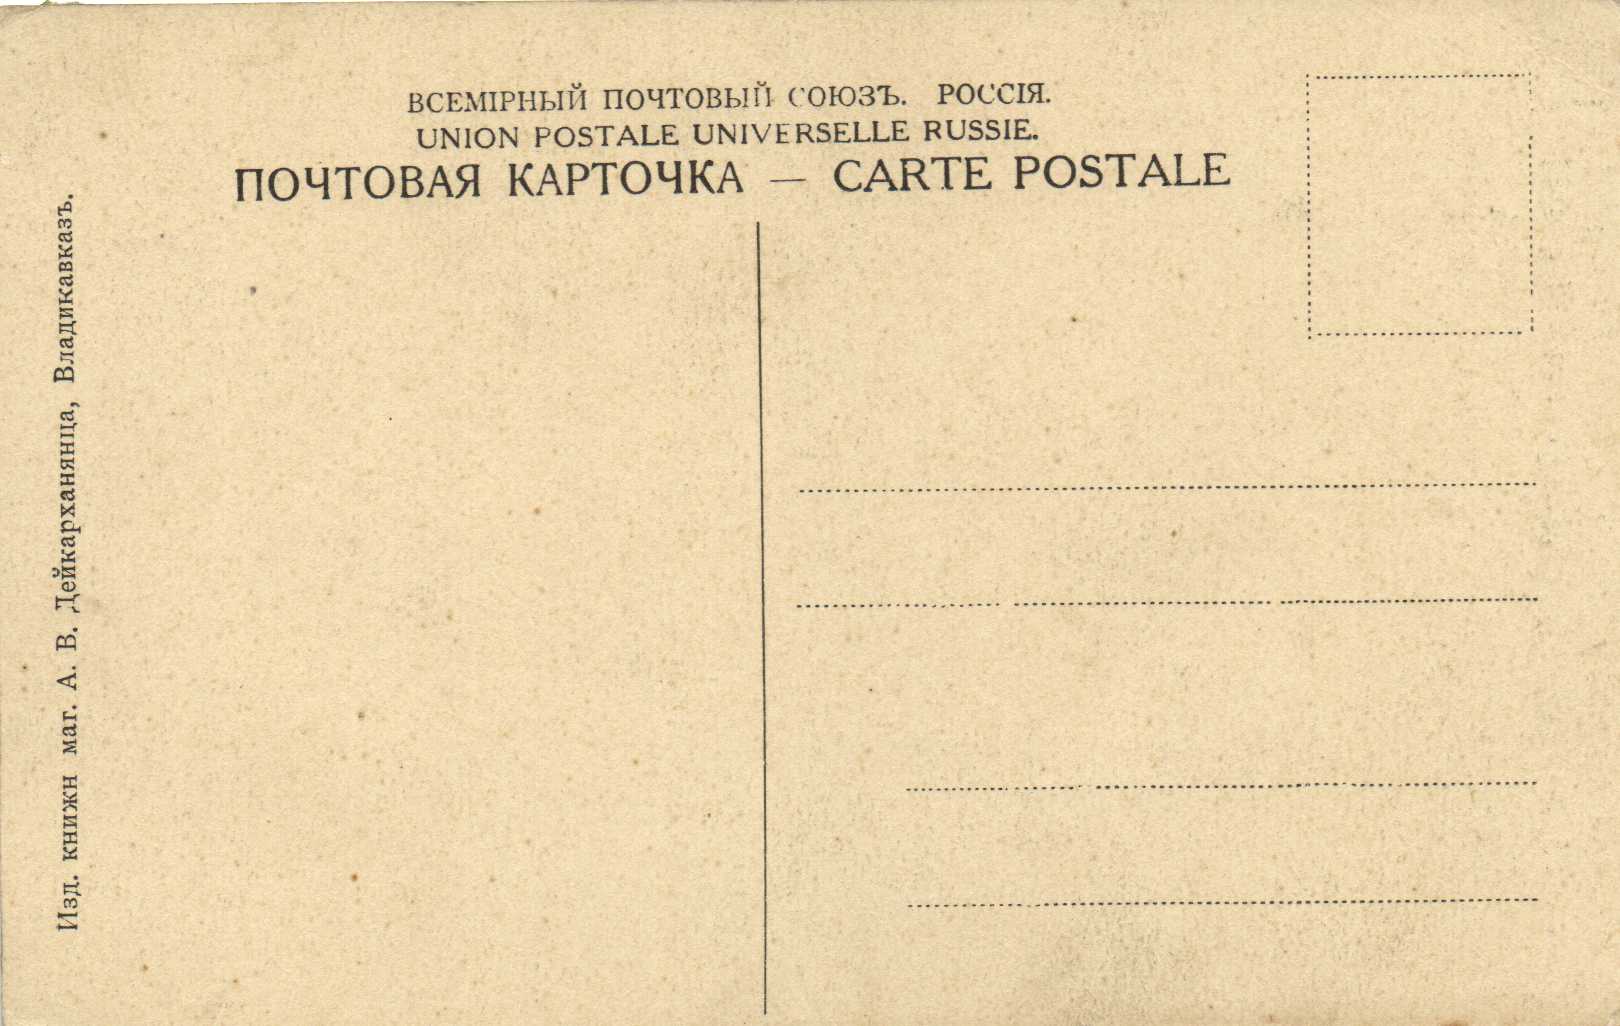 ВСЕМІРНЫЙ ПОЧТОВЫЙ СОЮЗЪ. РОССІЯ.
UNION POSTALE UNIVERSELLE RUSSIE.
ПОЧТОВАЯ КАРТОЧКА — CARTE POSTALE
Изд. книжн маг. А. В. Дейкарханянца, Владикавказъ.